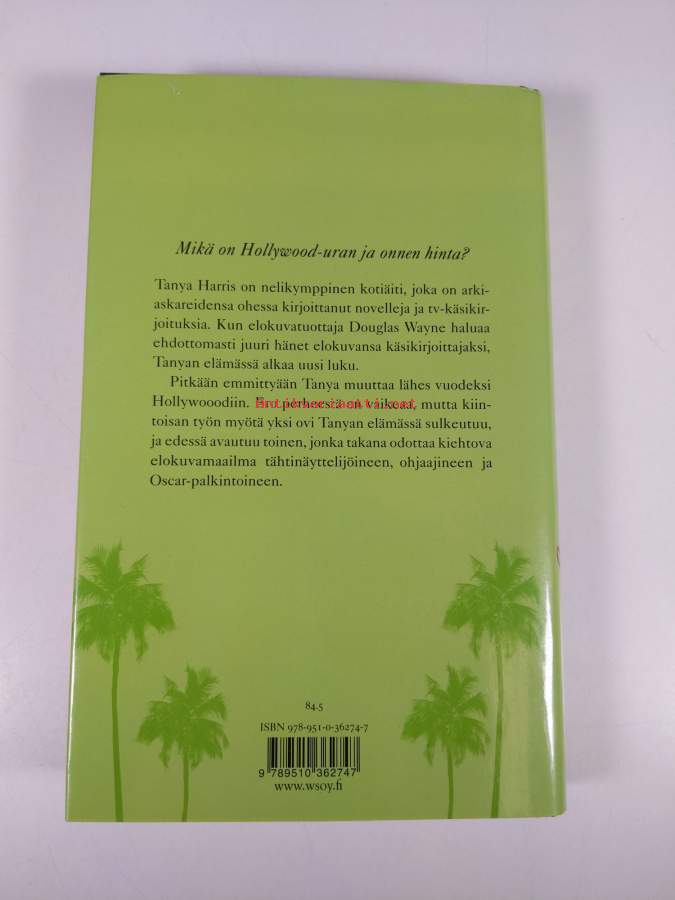 Mikä on Hollywood-uran ja onnen hinta?
Tanya Harris on nelikymppinen kotiäiti, joka on arki-
askareidensa ohessa kirjoittanut novelleja ja tv-käsikir-
joituksia. Kun elokuvatuottaja Douglas Wayne haluaa
ehdottomasti juuri hänet elokuvansa käsikirjoittajaksi,
Tanyan elämässä alkaa uusi luku.
Pitkään emmittyään Tanya muuttaa lähes vuodeksi
Hollywooodiin. Ero perheestä on vaikeaa, mutta kiin-
toisan työn myötä yksi ovi Tanyan elämässä sulkeutuu,
ja edessä avautuu toinen, jonka takana odottaa kiehtova
elokuvamaailma tähtinäyttelijöineen, ohjaajineen ja
Oscar-palkintoineen.
84.5
ISBN 978-951-0-36274-7
9 789510 362747
www.wsoy.fi